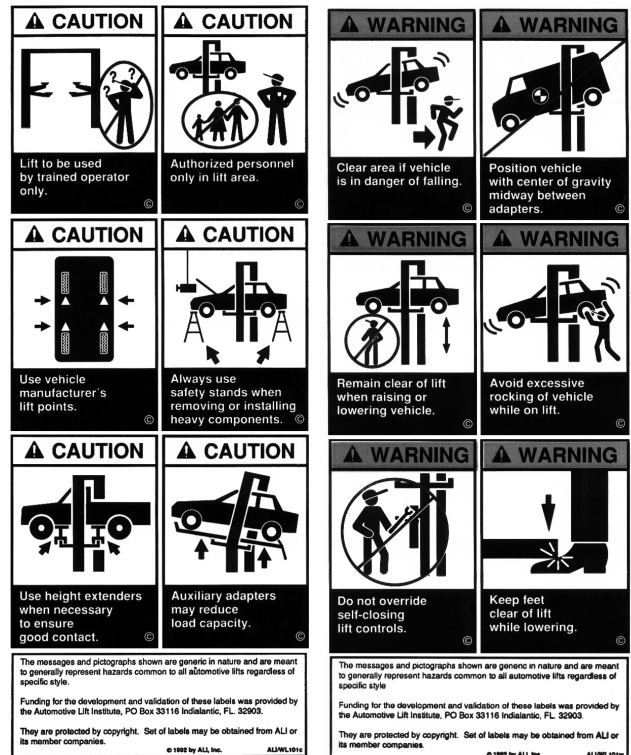 CAUTION
Lift to be used
by trained operator
only.
©
CAUTION
Authorized personnel
only in lift area.
©
CAUTION
Use vehicle
manufacturer's
lift points.
©
CAUTION
Always use
safety stands when
removing or installing
heavy components.
©
CAUTION
Use height extenders
when necessary
to ensure
good contact.
©
CAUTION
Auxiliary adapters
may reduce
load capacity.
©
The messages and pictographs shown are generic in nature and are meant
to generally represent hazards common to all automotive lifts regardless of
specific style.
Funding for the development and validation of these labels was provided by
the Automotive Lift Institute, PO Box 33116 Indialantic, FL. 32903.
They are protected by copyright. Set of labels may be obtained from ALI or
its member companies.
© 1992 by ALI, Inc. ALI/WL101c
WARNING
Clear area if vehicle
is in danger of falling.
©
WARNING
Position vehicle
with center of gravity
midway between
adapters.
©
WARNING
Remain clear of lift
when raising or
lowering vehicle.
©
WARNING
Avoid excessive
rocking of vehicle
while on lift.
©
WARNING
Do not override
self-closing
lift controls.
©
WARNING
Keep feet
clear of lift
while lowering.
©
The messages and pictographs shown are generic in nature and are meant
to generally represent hazards common to all automotive lifts regardless of
specific style
Funding for the development and validation of these labels was provided by
the Automotive Lift Institute, PO Box 33116 Indialantic, FL. 32903.
They are protected by copyright. Set of labels may be obtained from ALI or
its member companies.
© 1992 by ALI, Inc. ALI/WL101w